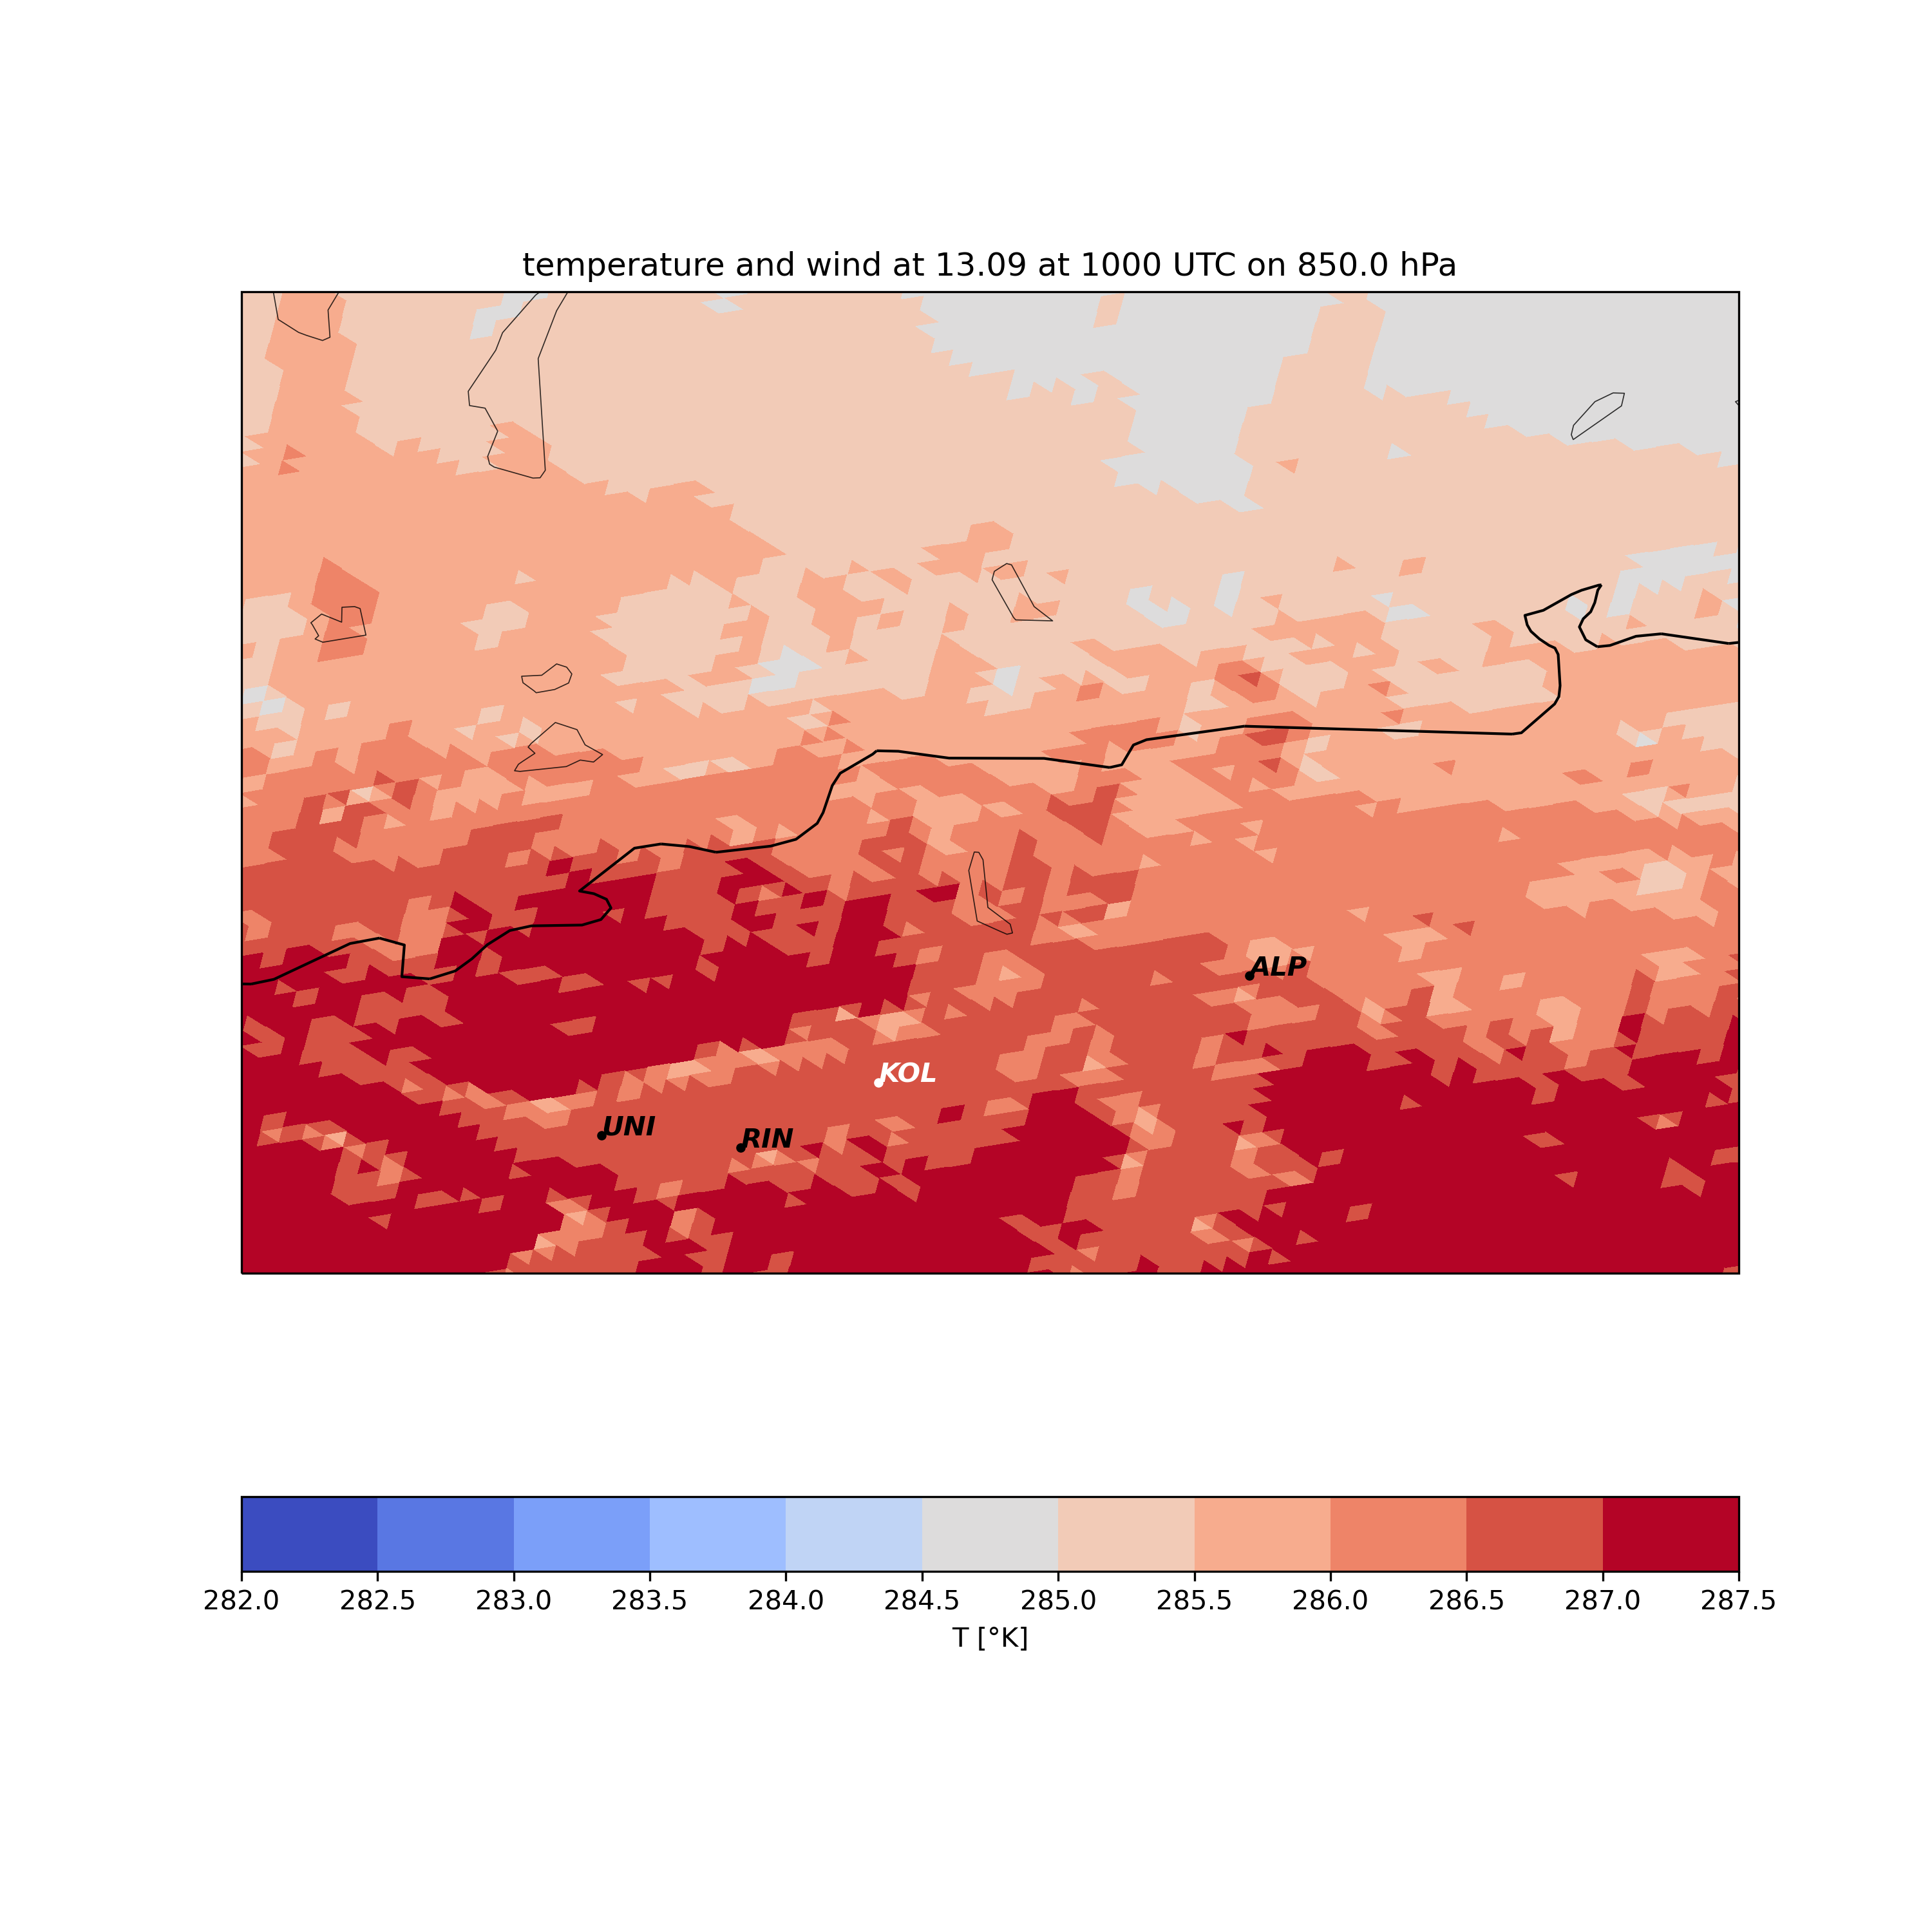 temperature and wind at 13.09 at 1000 UTC on 850.0 hPa
ALP
KOL
UNI
RIN
282.0 282.5 283.0 283.5 284.0 284.5 285.0 285.5 286.0 286.5 287.0 287.5
T [°K]